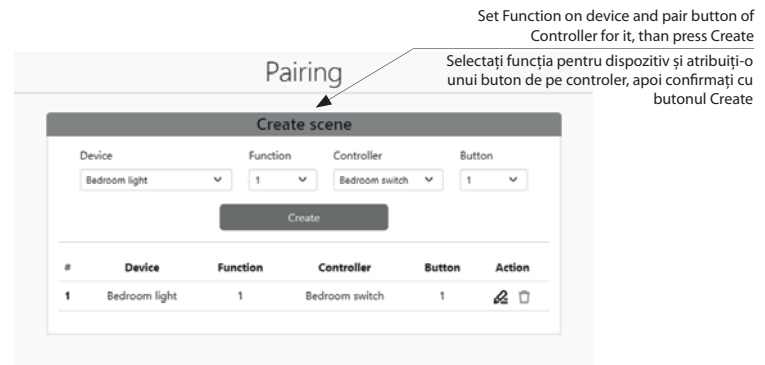 Set Function on device and pair button of
Controller for it, than press Create
Selectați funcția pentru dispozitiv și atribuiți-o
unui buton de pe controler, apoi confirmați cu
butonul Create
Pairing
Create scene
Device Function Controller Button
Bedroom light 1 Bedroom switch 1
Create
# Device Function Controller Button Action
1 Bedroom light 1 Bedroom switch 1